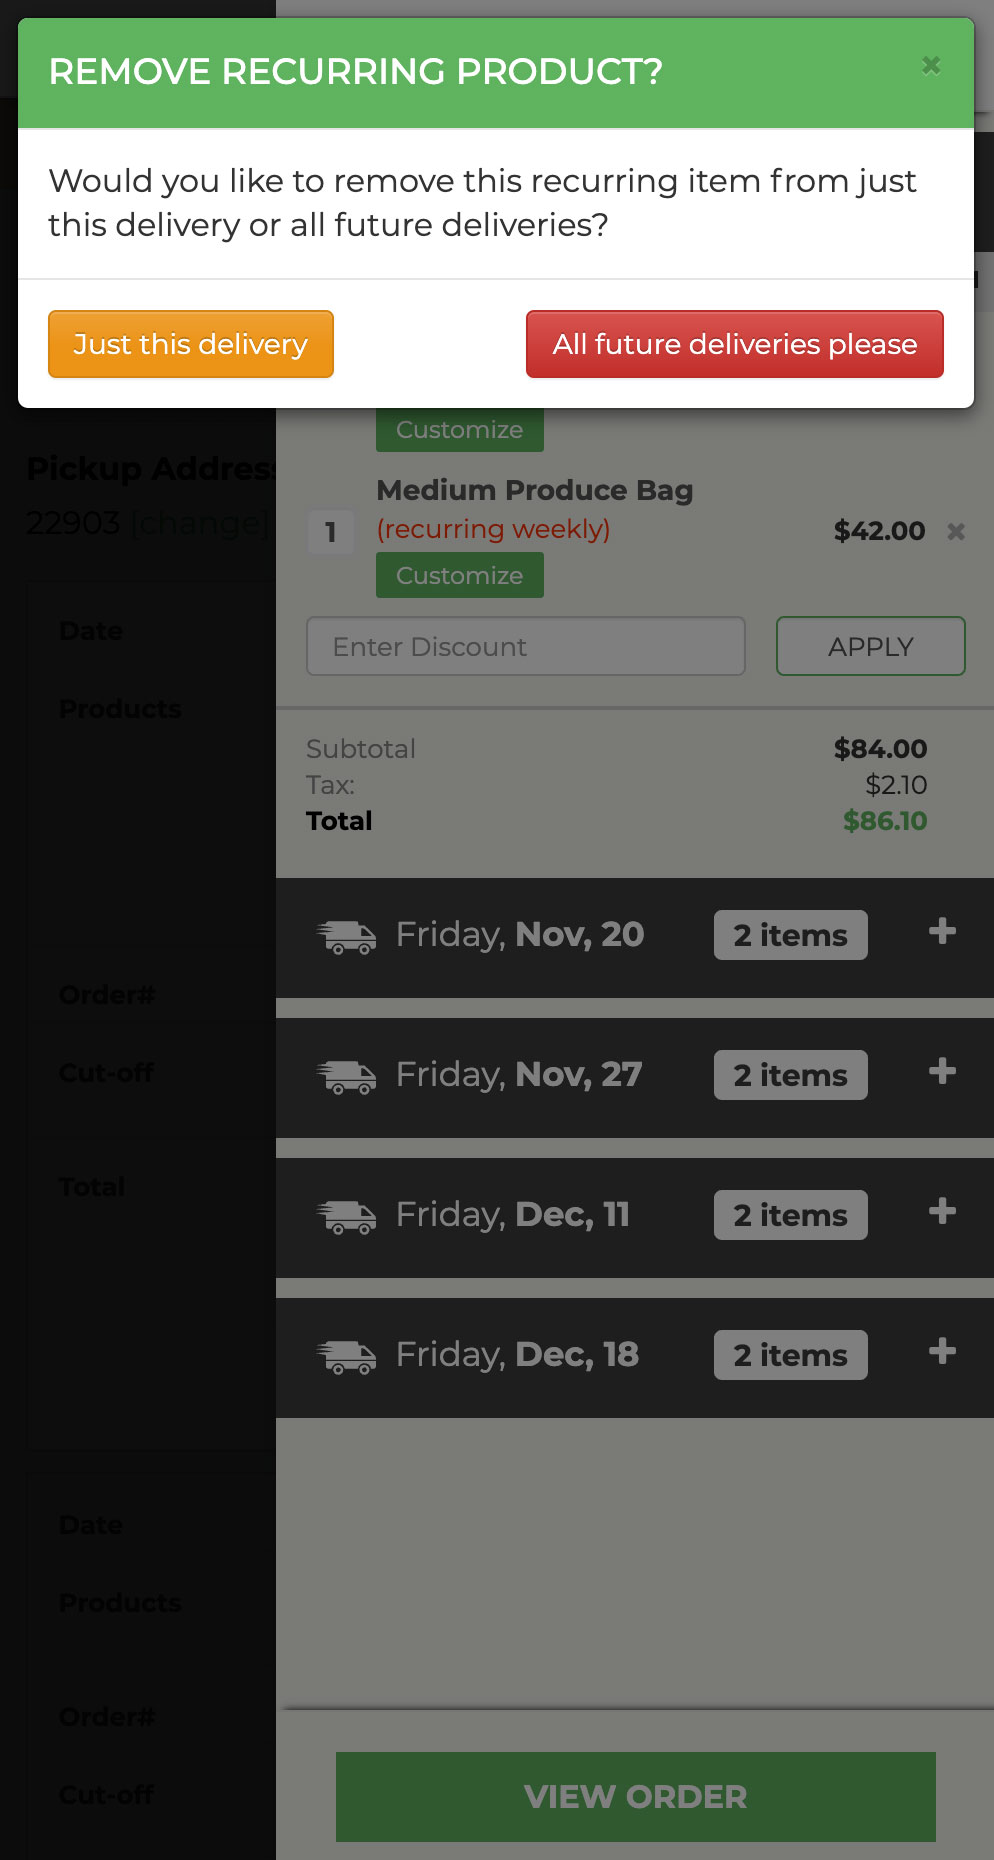 REMOVE RECURRING PRODUCT?
×
Would you like to remove this recurring item from just
this delivery or all future deliveries?
Just this delivery
All future deliveries please
Customize
Pickup Address
22903 [change]
Medium Produce Bag
1
(recurring weekly)
$42.00 ×
Customize
Date
Enter Discount
APPLY
Products
Subtotal
$84.00
Tax:
$2.10
Total
$86.10
Friday, Nov, 20
2 items
+
Order#
Cut-off
Friday, Nov, 27
2 items
+
Total
Friday, Dec, 11
2 items
+
Friday, Dec, 18
2 items
+
Date
Products
Order#
Cut-off
VIEW ORDER